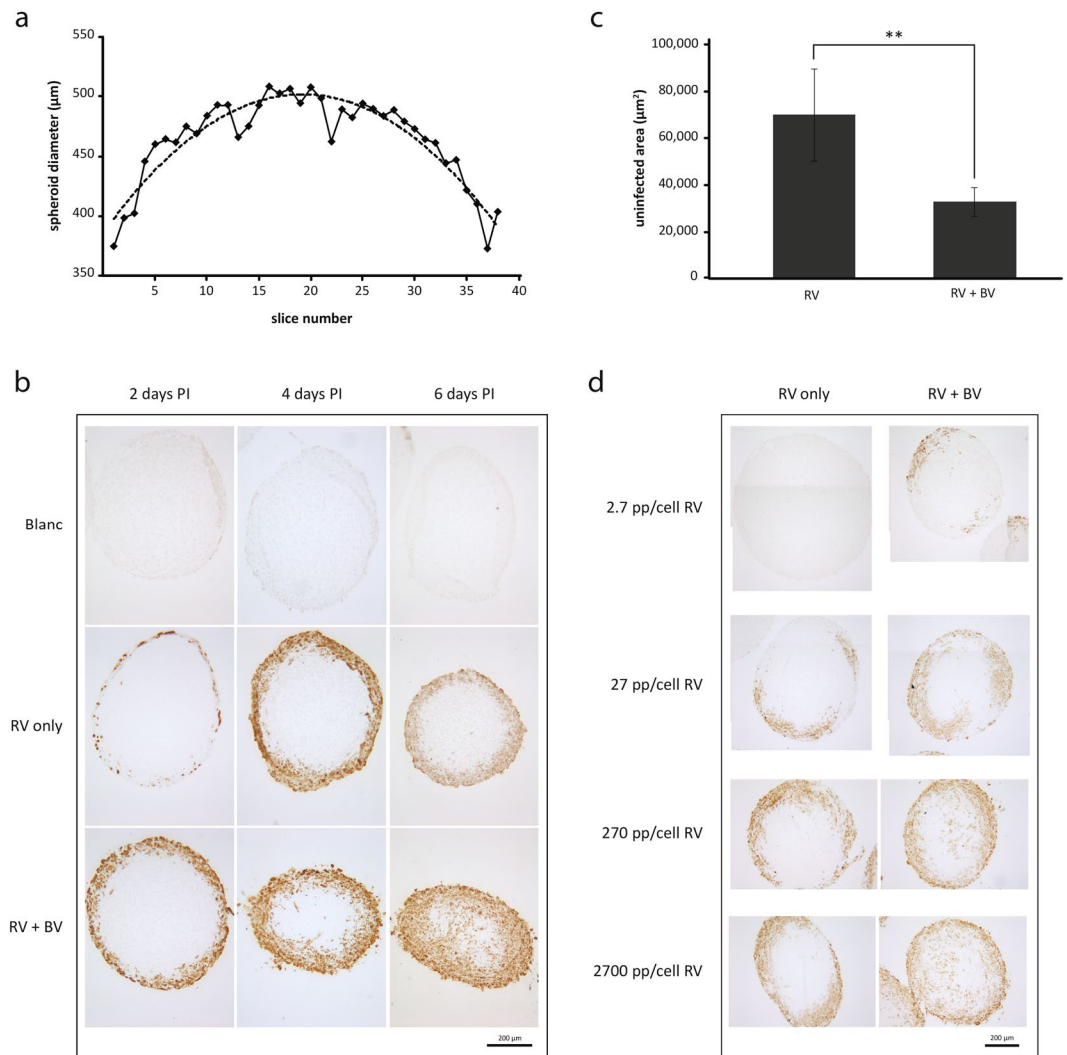 a
550
500
450
400
350
spheroid diameter (µm)
5 10 15 20 25 30 35 40
slice number
c
**
100,000
80,000
60,000
40,000
20,000
0
uninfected area (µm²)
RV RV + BV
b
2 days PI 4 days PI 6 days PI
Blanc
RV only
RV + BV
200 µm
d
RV only RV + BV
2.7 pp/cell RV
27 pp/cell RV
270 pp/cell RV
2700 pp/cell RV
200 µm